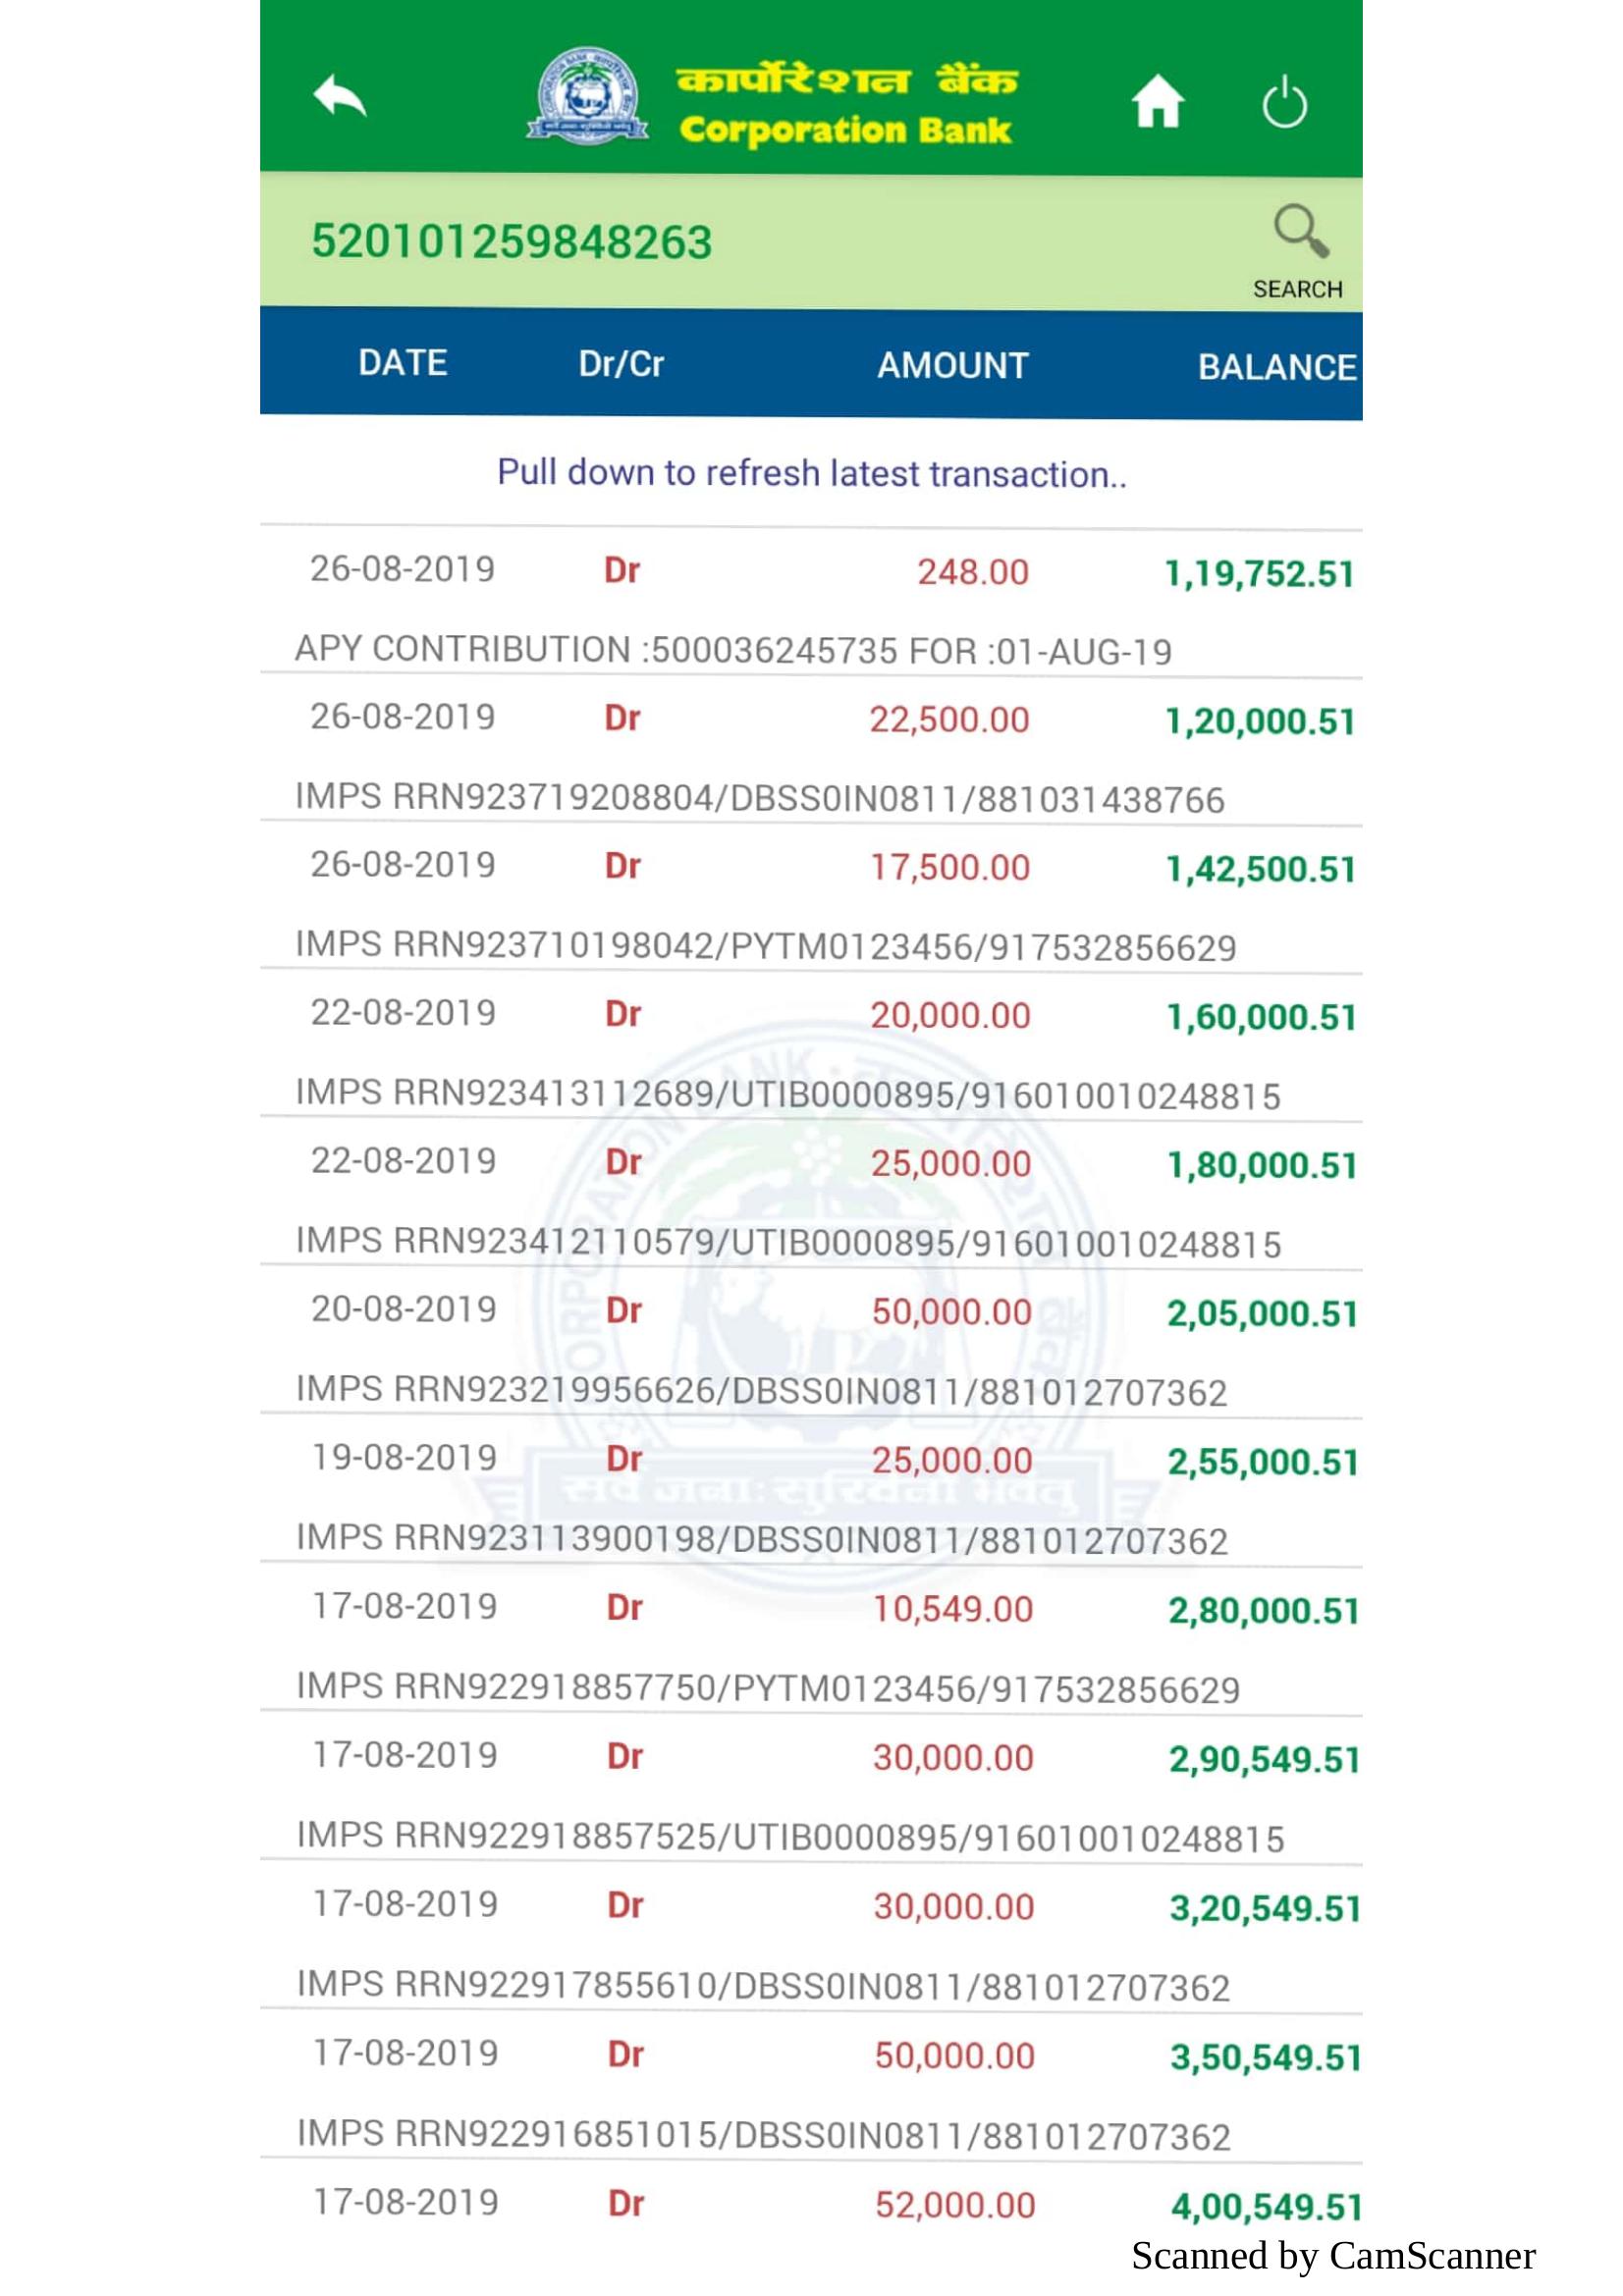 कार्पोरेशन बैंक
Corporation Bank
520101259848263
SEARCH
DATE Dr/Cr AMOUNT BALANCE
Pull down to refresh latest transaction..
26-08-2019 Dr 248.00 1,19,752.51
APY CONTRIBUTION :500036245735 FOR :01-AUG-19
26-08-2019 Dr 22,500.00 1,20,000.51
IMPS RRN923719208804/DBSS0IN0811/881031438766
26-08-2019 Dr 17,500.00 1,42,500.51
IMPS RRN923710198042/PYTM0123456/917532856629
22-08-2019 Dr 20,000.00 1,60,000.51
IMPS RRN923413112689/UTIB0000895/916010010248815
22-08-2019 Dr 25,000.00 1,80,000.51
IMPS RRN923412110579/UTIB0000895/916010010248815
20-08-2019 Dr 50,000.00 2,05,000.51
IMPS RRN923219956626/DBSS0IN0811/881012707362
19-08-2019 Dr 25,000.00 2,55,000.51
सर्वे जनाः सुखिनो भवंतु
IMPS RRN923113900198/DBSS0IN0811/881012707362
17-08-2019 Dr 10,549.00 2,80,000.51
IMPS RRN922918857750/PYTM0123456/917532856629
17-08-2019 Dr 30,000.00 2,90,549.51
IMPS RRN922918857525/UTIB0000895/916010010248815
17-08-2019 Dr 30,000.00 3,20,549.51
IMPS RRN922917855610/DBSS0IN0811/881012707362
17-08-2019 Dr 50,000.00 3,50,549.51
IMPS RRN922916851015/DBSS0IN0811/881012707362
17-08-2019 Dr 52,000.00 4,00,549.51
Scanned by CamScanner